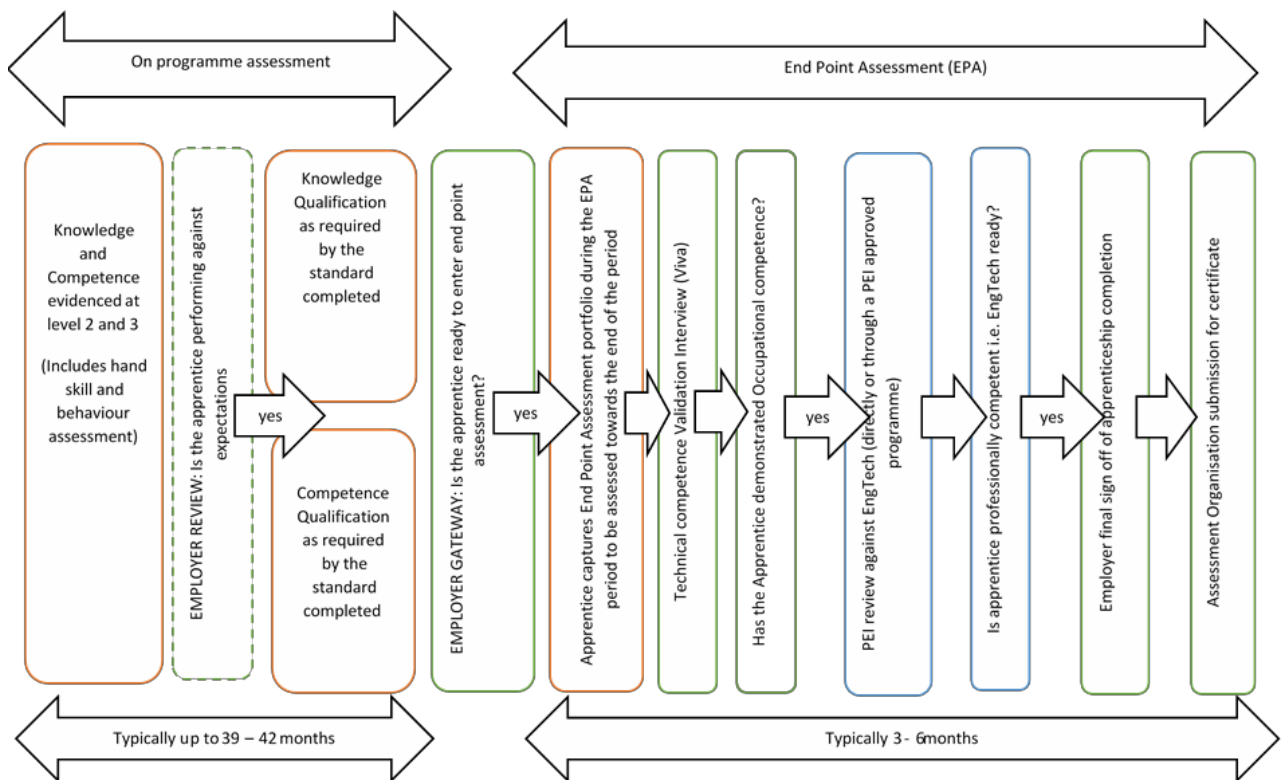 On programme assessment
End Point Assessment (EPA)
Knowledge
and
Competence
evidenced at
level 2 and 3
(Includes hand
skill and
behaviour
assessment)
EMPLOYER REVIEW: Is the apprentice performing against
expectations
yes
Knowledge
Qualification
as required
by the
standard
completed
Competence
Qualification
as required
by the
standard
completed
EMPLOYER GATEWAY: Is the apprentice ready to enter end point
assessment?
yes
Apprentice captures End Point Assessment portfolio during the EPA
period to be assessed towards the end of the period
Technical competence Validation Interview (Viva)
Has the Apprentice demonstrated Occupational competence?
yes
PEI review against EngTech (directly or through a PEI approved
programme)
Is apprentice professionally competent i.e. EngTech ready?
yes
Employer final sign off of apprenticeship completion
Assessment Organisation submission for certificate
Typically up to 39 – 42 months
Typically 3 - 6months